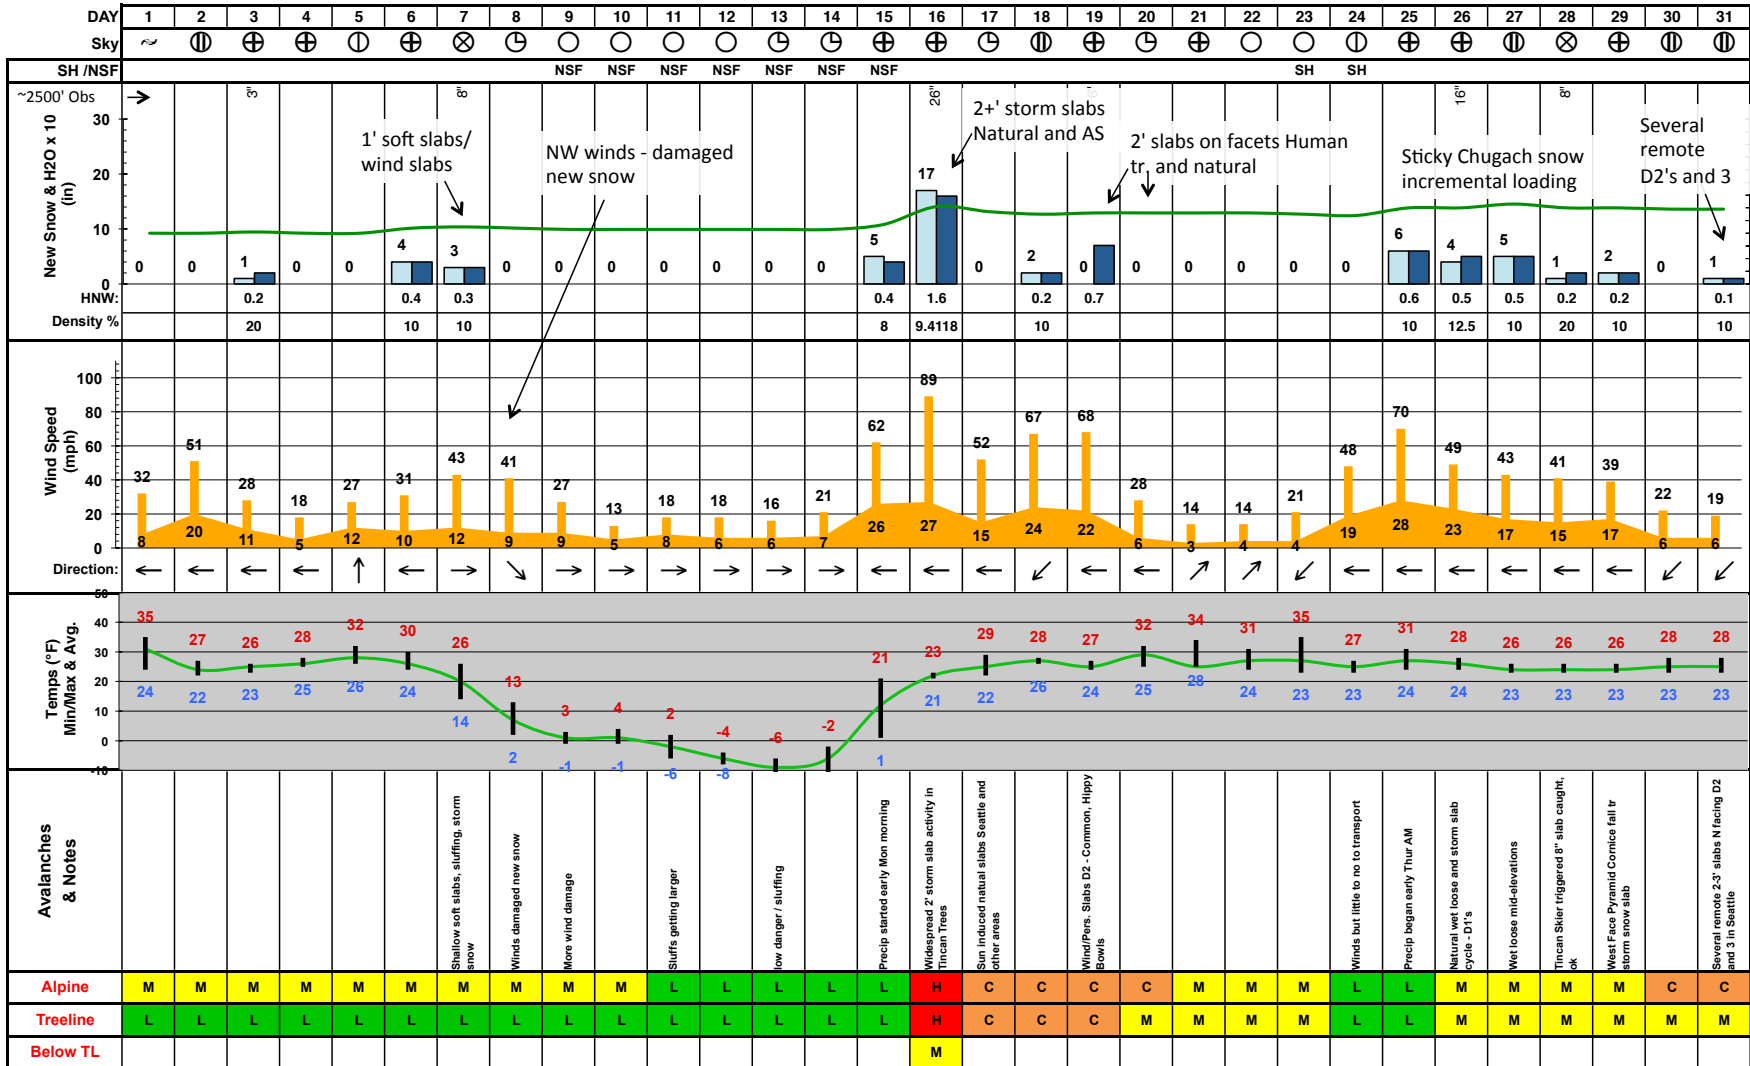 DAY 1 2 3 4 5 6 7 8 9 10 11 12 13 14 15 16 17 18 19 20 21 22 23 24 25 26 27 28 29 30 31
Sky
SH /NSF NSF NSF NSF NSF NSF NSF NSF SH SH
~2500' Obs 3" 8" 26" 6' 16" 8"
New Snow & H2O x 10
(in)
30
20
10
0
1' soft slabs/
wind slabs
NW winds - damaged
new snow
2+' storm slabs
Natural and AS
2' slabs on facets Human
tr. and natural
Sticky Chugach snow
incremental loading
Several
remote
D2's and 3
0 0 1 0 0 4 3 0 0 0 0 0 0 0 5 17 0 2 0 0 0 0 0 0 6 4 5 1 2 0 1
HNW: 0.2 0.4 0.3 0.4 1.6 0.2 0.7 0.6 0.5 0.5 0.2 0.2 0.1
Density % 20 10 10 8 9.4118 10 10 12.5 10 20 10 10
Wind Speed
(mph)
100
80
60
40
20
0
32 51 28 18 27 31 43 41 27 13 18 18 16 21 62 89 52 67 68 28 14 14 21 48 70 49 43 41 39 22 19
8 20 11 5 12 10 12 9 9 5 8 6 6 7 26 27 15 24 22 6 3 4 4 19 28 23 17 15 17 6 6
Direction:
Temps (°F)
Min/Max & Avg.
50
40
30
20
10
0
-10
35 27 26 28 32 30 26 13 3 4 2 -4 -6 -2 21 23 29 28 27 32 34 31 35 27 31 28 26 26 26 28 28
24 22 23 25 26 24 14 2 -1 -1 -6 -8 1 21 22 26 24 25 28 24 23 23 24 24 23 23 23 23 23
Avalanches
& Notes
Shallow soft slabs, sluffing, storm
snow
Winds damaged new snow
More wind damage
Sluffs getting larger
low danger / sluffing
Precip started early Mon morning
Widespread 2' storm slab activity in
Tincan Trees
Sun induced natual slabs Seattle and
other areas
Wind/Pers. Slabs D2 - Common, Hippy
Bowls
Winds but little to no to transport
Precip began early Thur AM
Natural wet loose and storm slab
cycle - D1's
Wet loose mid-elevations
Tincan Skier triggered 8" slab caught,
ok
West Face Pyramid Cornice fall tr
storm snow slab
Several remote 2-3' slabs N facing D2
and 3 in Seattle
Alpine M M M M M M M M M M L L L L L H C C C C M M M L L M M M M C C
Treeline L L L L L L L L L L L L L L L H C C C M M M M L L M M M M M M
Below TL M